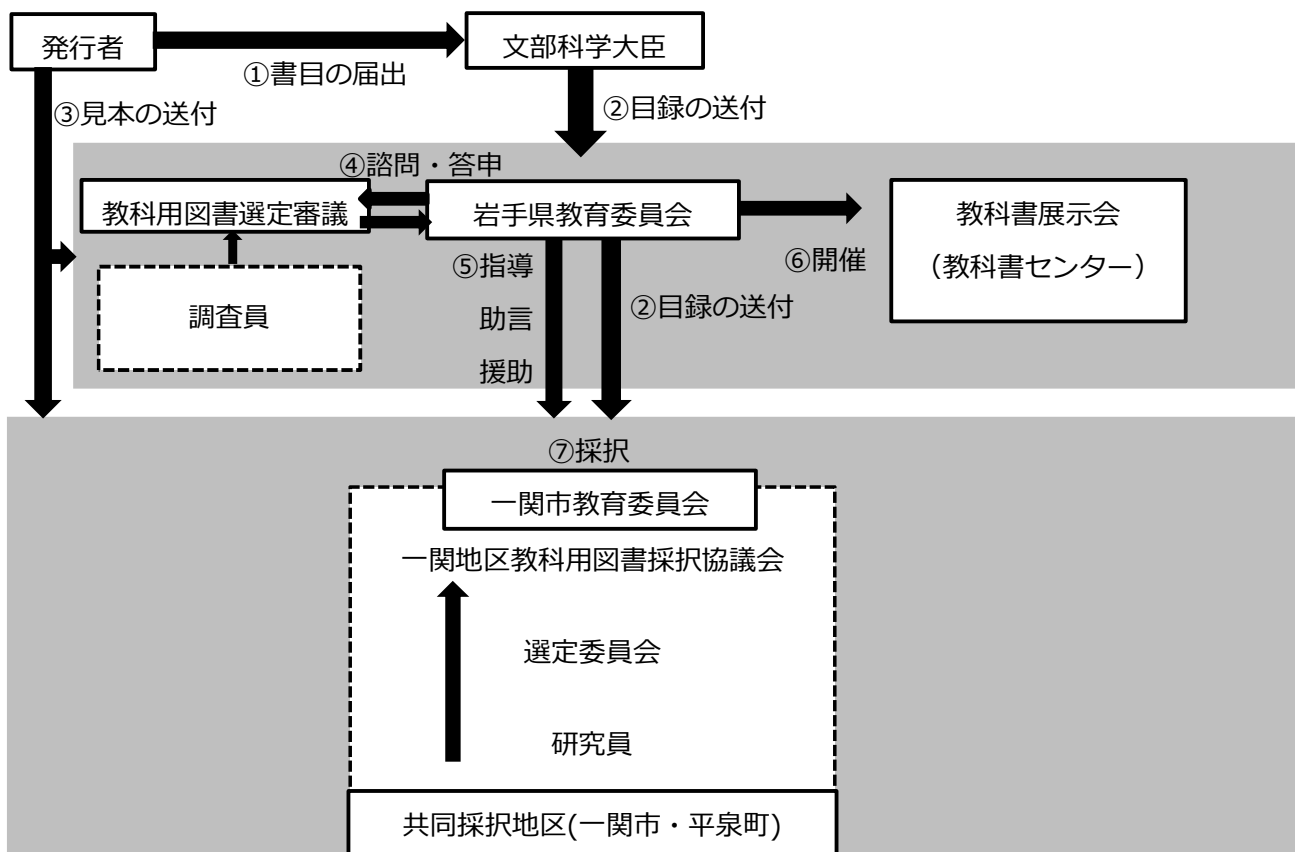 発行者
文部科学大臣
①書目の届出
③見本の送付
②目録の送付
④諮問・答申
教科用図書選定審議
岩手県教育委員会
教科書展示会
（教科書センター）
⑤指導
助言
援助
⑥開催
②目録の送付
調査員
⑦採択
一関市教育委員会
一関地区教科用図書採択協議会
選定委員会
研究員
共同採択地区(一関市・平泉町)